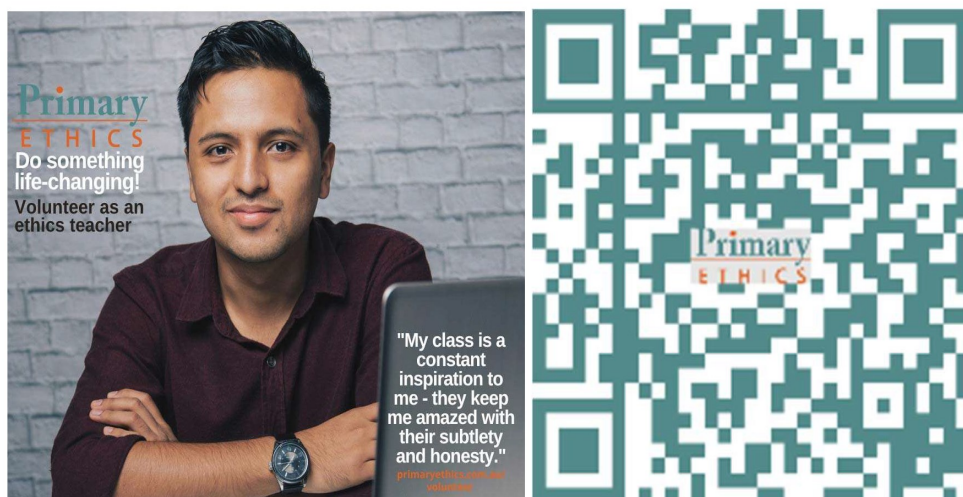 Primary
ETHICS
Do something
life-changing!
Volunteer as an
ethics teacher
"My class is a
constant
inspiration to
me - they keep
me amazed with
their subtlety
and honesty."
primaryethics.com.au/
volunteer
Primary
ETHICS